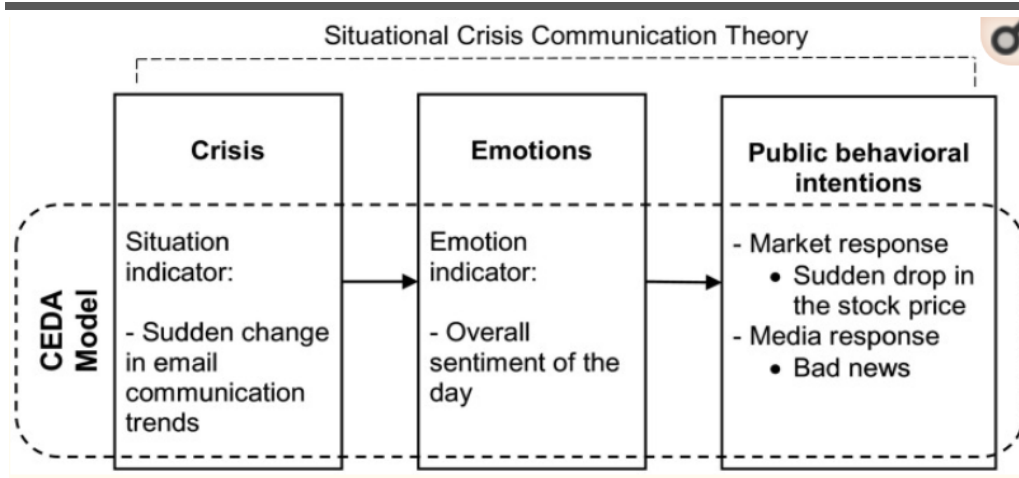 Situational Crisis Communication Theory
Crisis
Situation
indicator:
- Sudden change
in email
communication
trends
Emotions
Emotion
indicator:
- Overall
sentiment of the
day
Public behavioral
intentions
- Market response
• Sudden drop in
the stock price
- Media response
• Bad news
CEDA
Model